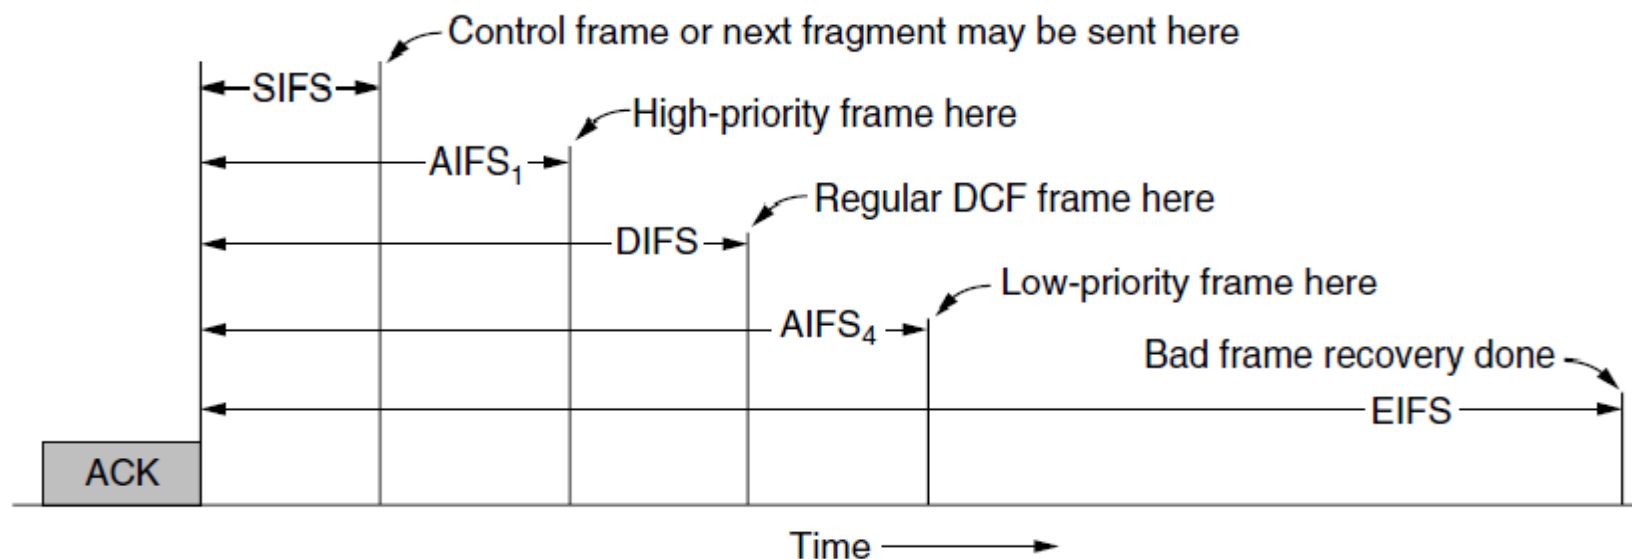 Control frame or next fragment may be sent here
SIFS
High-priority frame here
AIFS₁
Regular DCF frame here
DIFS
Low-priority frame here
AIFS₄
Bad frame recovery done
EIFS
ACK
Time